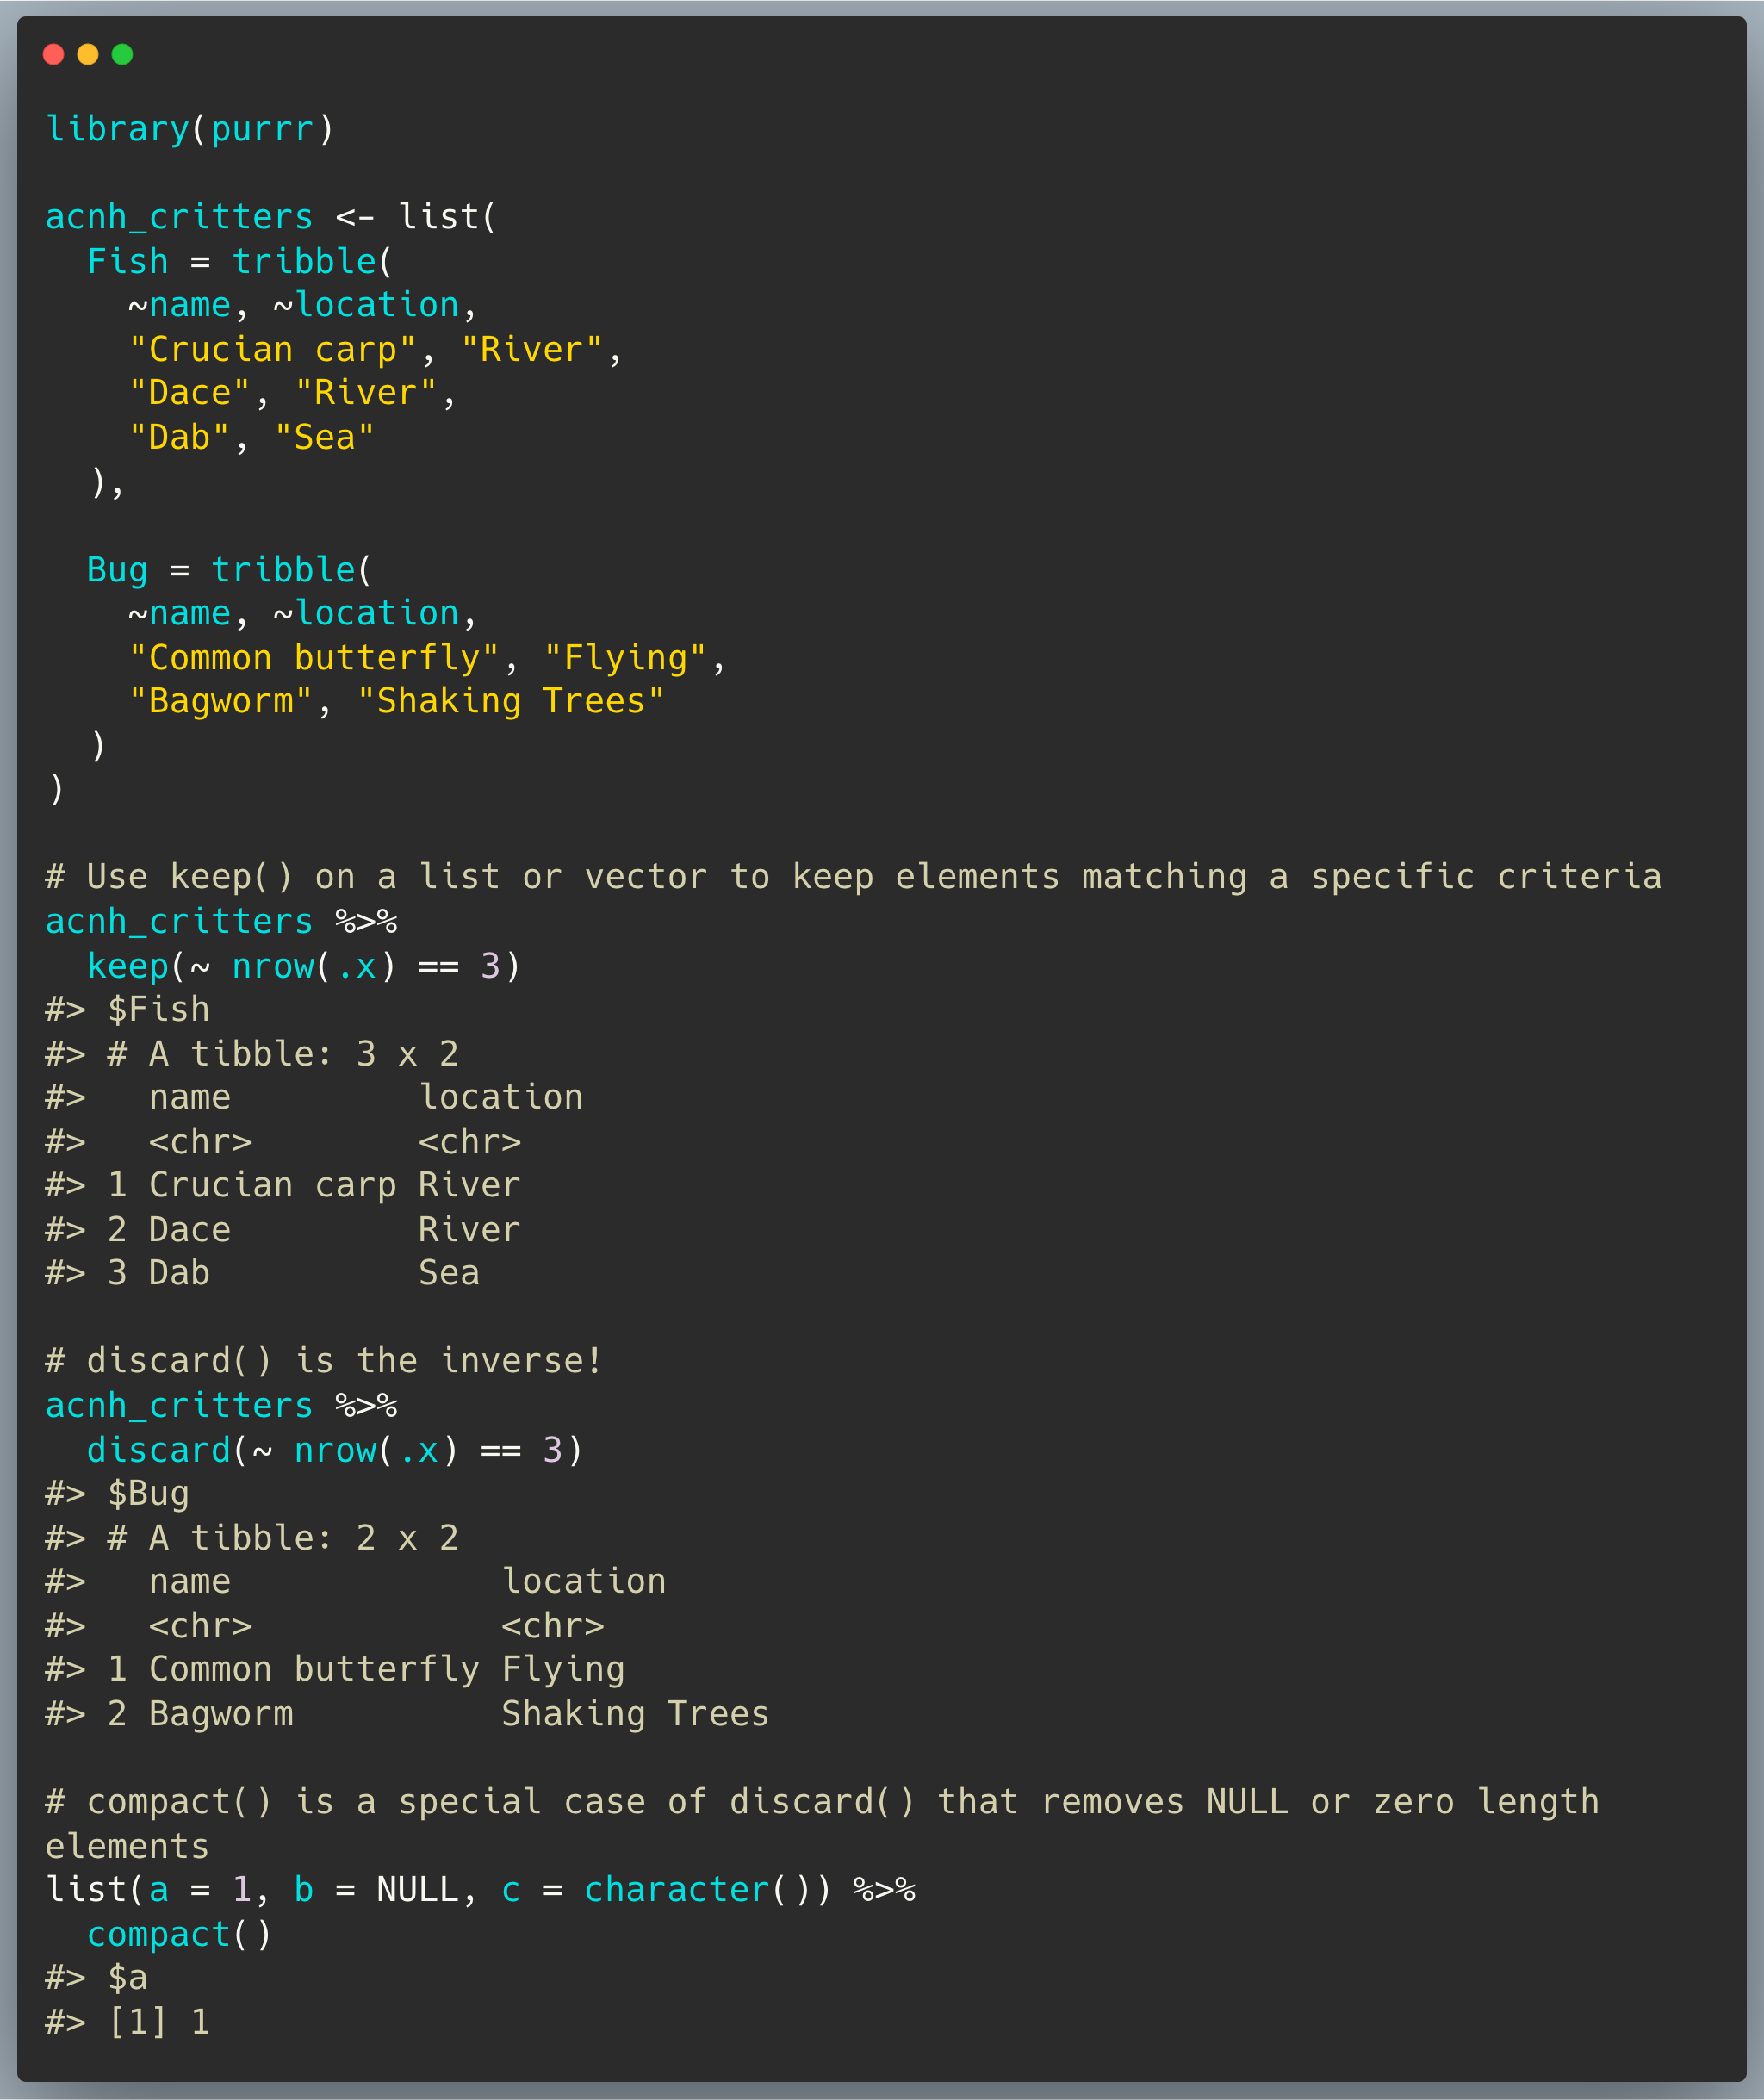 library(purrr)

acnh_critters <- list(
  Fish = tribble(
    ~name, ~location,
    "Crucian carp", "River",
    "Dace", "River",
    "Dab", "Sea"
  ),

  Bug = tribble(
    ~name, ~location,
    "Common butterfly", "Flying",
    "Bagworm", "Shaking Trees"
  )
)

# Use keep() on a list or vector to keep elements matching a specific criteria
acnh_critters %>%
  keep(~ nrow(.x) == 3)
#> $Fish
#> # A tibble: 3 x 2
#>   name         location
#>   <chr>        <chr>
#> 1 Crucian carp River
#> 2 Dace         River
#> 3 Dab          Sea

# discard() is the inverse!
acnh_critters %>%
  discard(~ nrow(.x) == 3)
#> $Bug
#> # A tibble: 2 x 2
#>   name             location
#>   <chr>            <chr>
#> 1 Common butterfly Flying
#> 2 Bagworm          Shaking Trees

# compact() is a special case of discard() that removes NULL or zero length
elements
list(a = 1, b = NULL, c = character()) %>%
  compact()
#> $a
#> [1] 1